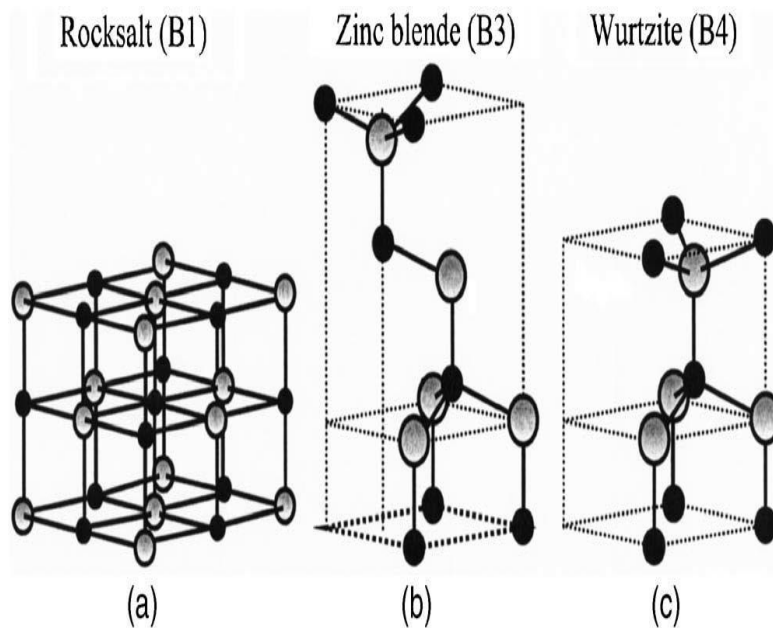 Rocksalt (B1)
Zinc blende (B3)
Wurtzite (B4)
(a)
(b)
(c)